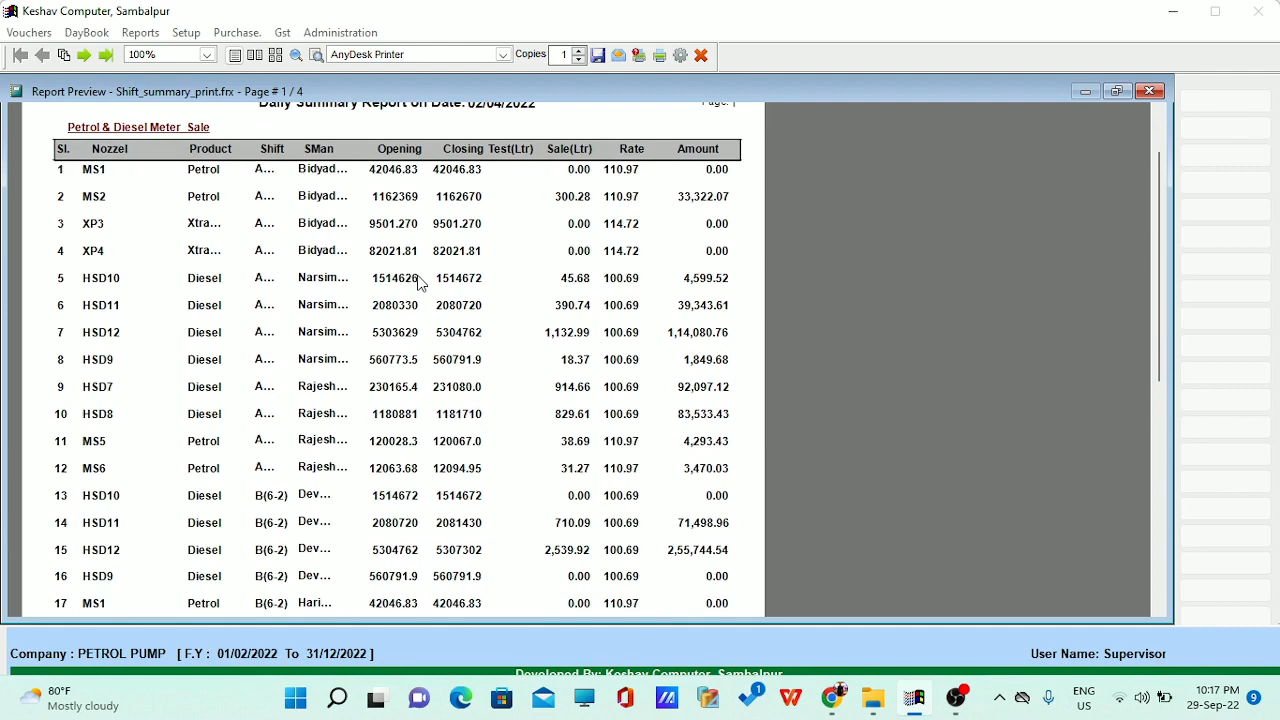 Keshav Computer, Sambalpur
Vouchers DayBook Reports Setup Purchase. Gst Administration
100% AnyDesk Printer Copies 1
Report Preview - Shift_summary_print.frx - Page # 1 / 4
Daily Summary Report on Date: 02/04/2022 Page: 1
Petrol & Diesel Meter Sale
Sl. Nozzel Product Shift SMan Opening Closing Test(Ltr) Sale(Ltr) Rate Amount
1 MS1 Petrol A... Bidyad... 42046.83 42046.83 0.00 110.97 0.00
2 MS2 Petrol A... Bidyad... 1162369 1162670 300.28 110.97 33,322.07
3 XP3 Xtra... A... Bidyad... 9501.270 9501.270 0.00 114.72 0.00
4 XP4 Xtra... A... Bidyad... 82021.81 82021.81 0.00 114.72 0.00
5 HSD10 Diesel A... Narsim... 1514626 1514672 45.68 100.69 4,599.52
6 HSD11 Diesel A... Narsim... 2080330 2080720 390.74 100.69 39,343.61
7 HSD12 Diesel A... Narsim... 5303629 5304762 1,132.99 100.69 1,14,080.76
8 HSD9 Diesel A... Narsim... 560773.5 560791.9 18.37 100.69 1,849.68
9 HSD7 Diesel A... Rajesh... 230165.4 231080.0 914.66 100.69 92,097.12
10 HSD8 Diesel A... Rajesh... 1180881 1181710 829.61 100.69 83,533.43
11 MS5 Petrol A... Rajesh... 120028.3 120067.0 38.69 110.97 4,293.43
12 MS6 Petrol A... Rajesh... 12063.68 12094.95 31.27 110.97 3,470.03
13 HSD10 Diesel B(6-2) Dev... 1514672 1514672 0.00 100.69 0.00
14 HSD11 Diesel B(6-2) Dev... 2080720 2081430 710.09 100.69 71,498.96
15 HSD12 Diesel B(6-2) Dev... 5304762 5307302 2,539.92 100.69 2,55,744.54
16 HSD9 Diesel B(6-2) Dev... 560791.9 560791.9 0.00 100.69 0.00
17 MS1 Petrol B(6-2) Hari... 42046.83 42046.83 0.00 110.97 0.00
Company : PETROL PUMP [ F.Y : 01/02/2022 To 31/12/2022 ] User Name: Supervisor
Developed By: Keshav Computer, Sambalpur
80°F
Mostly cloudy
1
ENG
US
10:17 PM
29-Sep-22
9